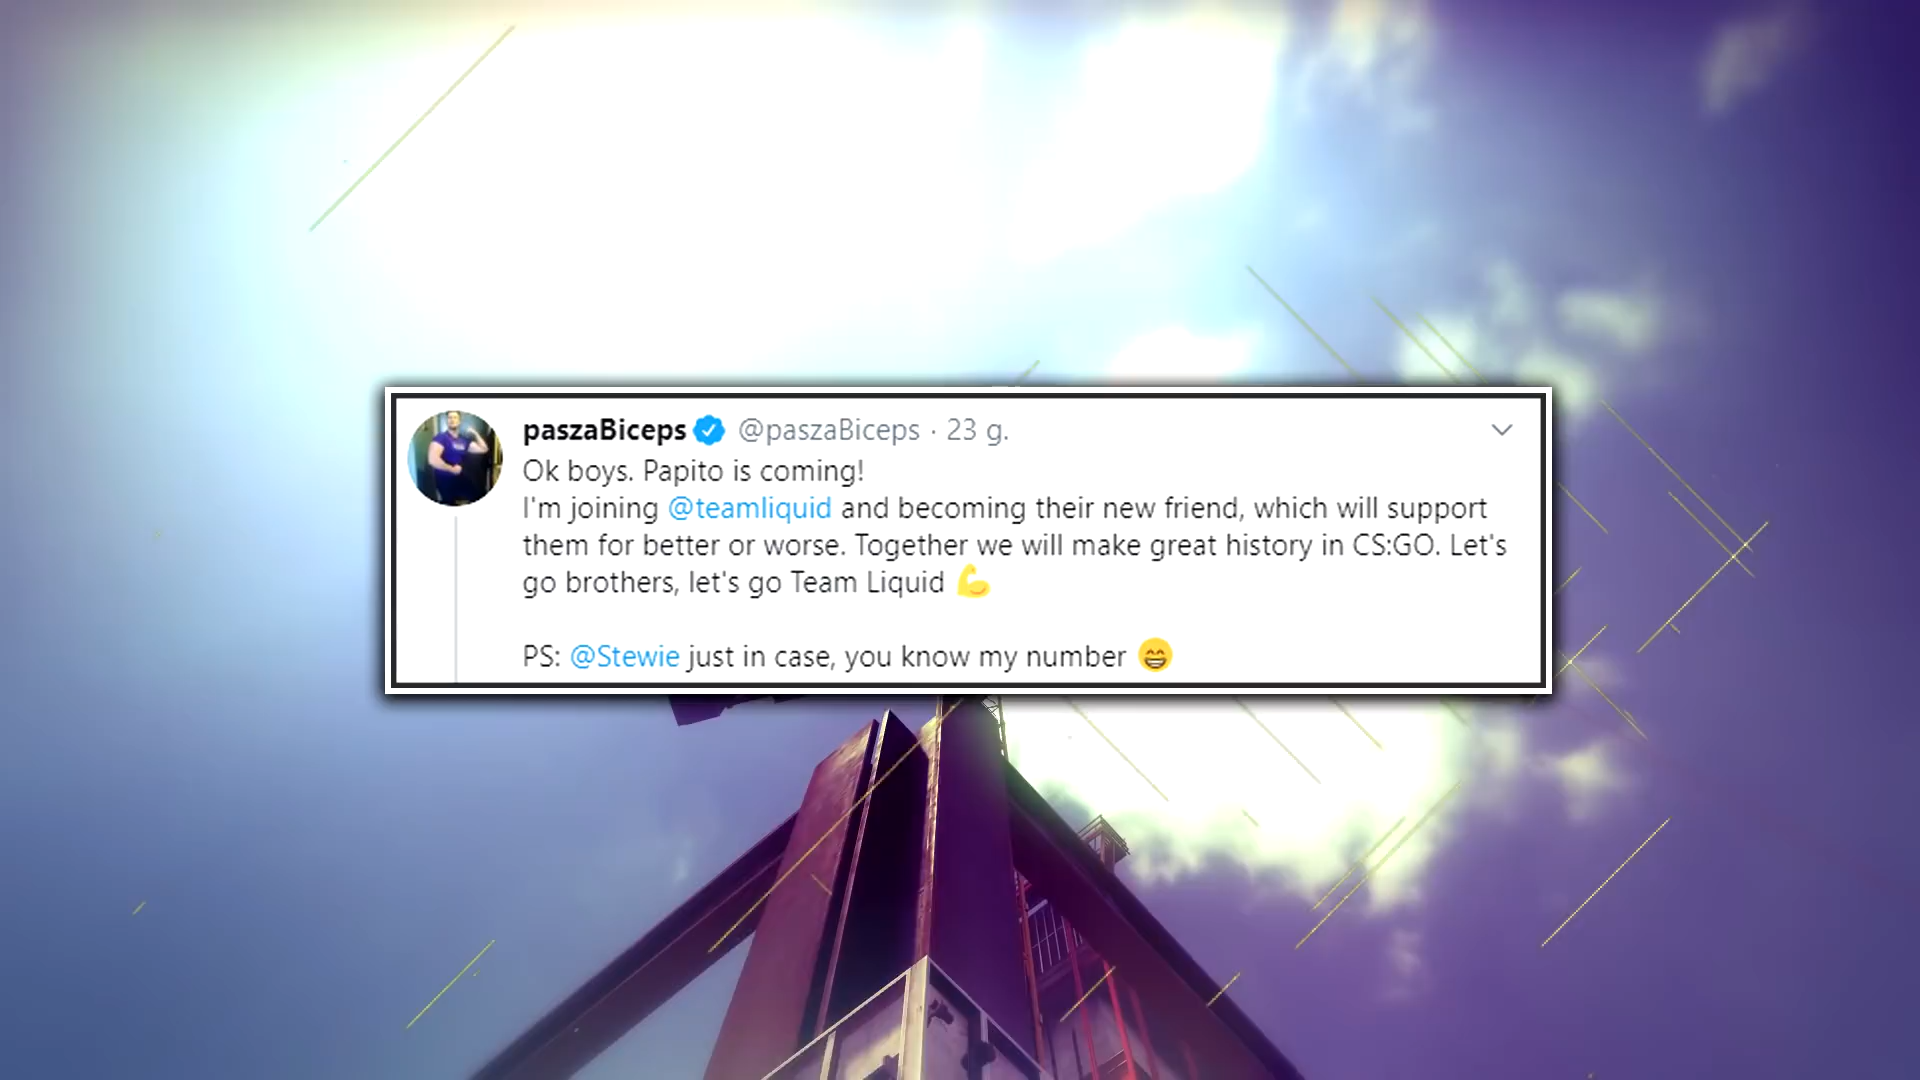 paszaBiceps @paszaBiceps · 23 g.
Ok boys. Papito is coming!
I'm joining @teamliquid and becoming their new friend, which will support
them for better or worse. Together we will make great history in CS:GO. Let's
go brothers, let's go Team Liquid 💪
PS: @Stewie just in case, you know my number 😁